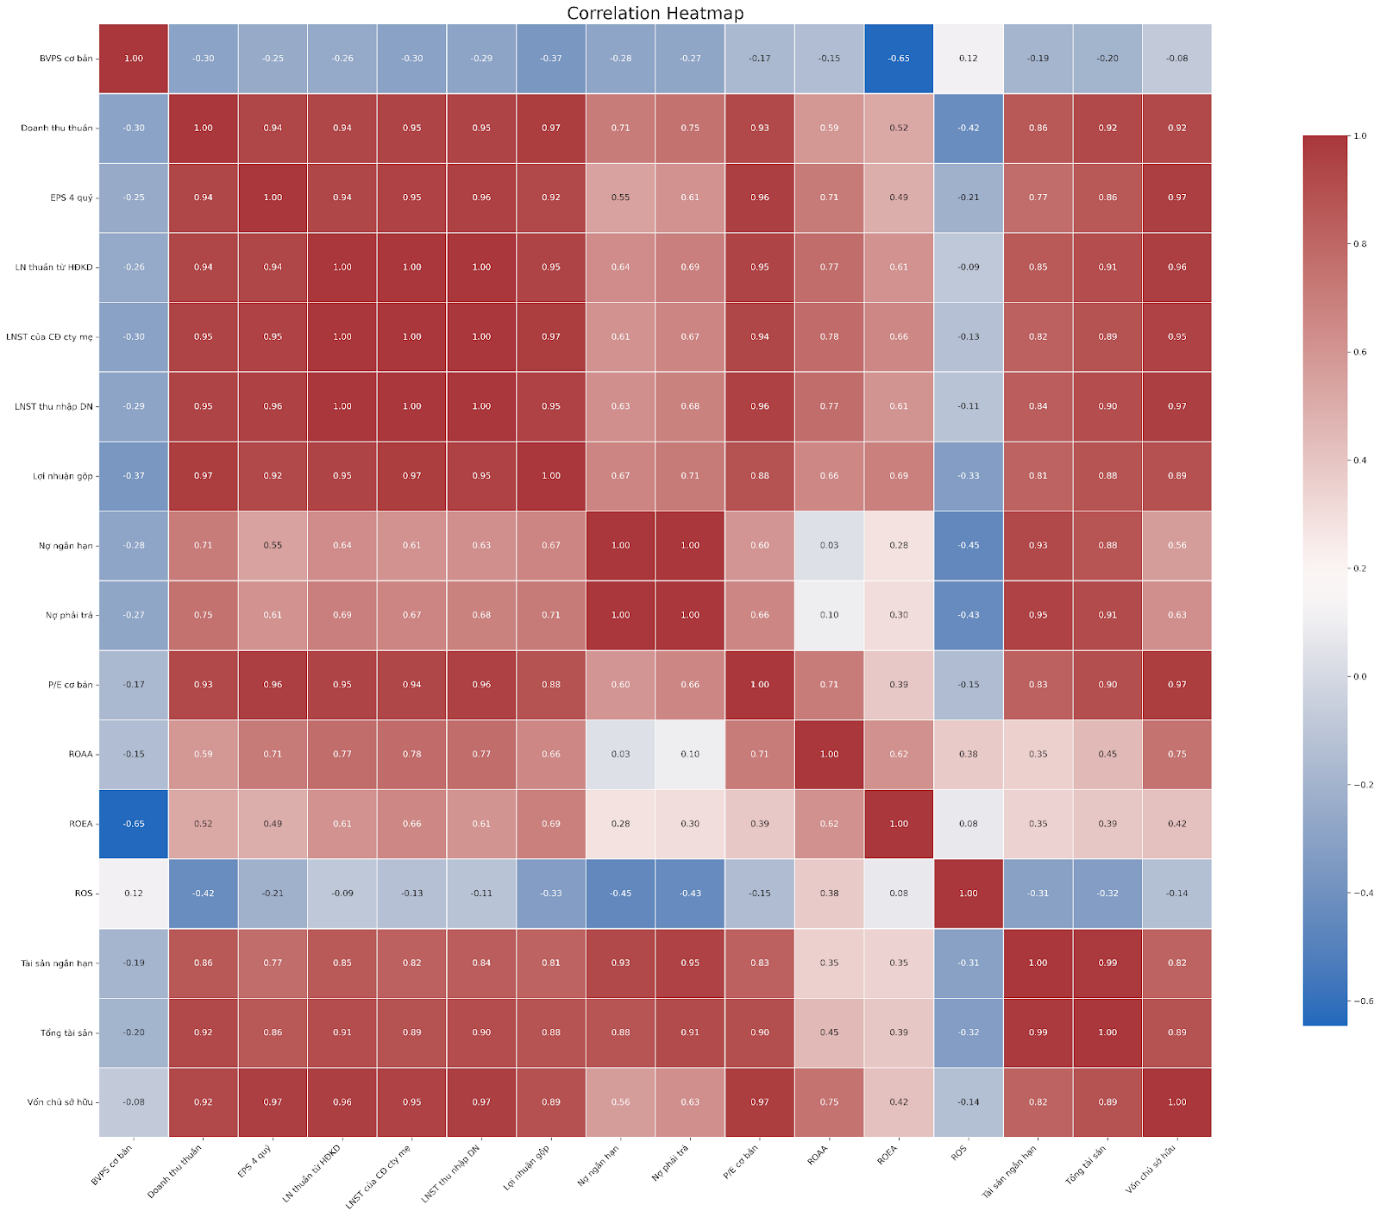 Correlation Heatmap
BVPS cơ bản 1.00 -0.30 -0.25 -0.26 -0.30 -0.29 -0.37 -0.28 -0.27 -0.17 -0.15 -0.65 0.12 -0.19 -0.20 -0.08
Doanh thu thuần -0.30 1.00 0.94 0.94 0.95 0.95 0.97 0.71 0.75 0.93 0.59 0.52 -0.42 0.86 0.92 0.92
EPS 4 quý -0.25 0.94 1.00 0.94 0.95 0.96 0.92 0.55 0.61 0.96 0.71 0.49 -0.21 0.77 0.86 0.97
LN thuần từ HĐKD -0.26 0.94 0.94 1.00 1.00 1.00 0.95 0.64 0.69 0.95 0.77 0.61 -0.09 0.85 0.91 0.96
LNST của CĐ cty mẹ -0.30 0.95 0.95 1.00 1.00 1.00 0.97 0.61 0.67 0.94 0.78 0.66 -0.13 0.82 0.89 0.95
LNST thu nhập DN -0.29 0.95 0.96 1.00 1.00 1.00 0.95 0.63 0.68 0.96 0.77 0.61 -0.11 0.84 0.90 0.97
Lợi nhuận gộp -0.37 0.97 0.92 0.95 0.97 0.95 1.00 0.67 0.71 0.88 0.66 0.69 -0.33 0.81 0.88 0.89
Nợ ngắn hạn -0.28 0.71 0.55 0.64 0.61 0.63 0.67 1.00 1.00 0.60 0.03 0.28 -0.45 0.93 0.88 0.56
Nợ phải trả -0.27 0.75 0.61 0.69 0.67 0.68 0.71 1.00 1.00 0.66 0.10 0.30 -0.43 0.95 0.91 0.63
P/E cơ bản -0.17 0.93 0.96 0.95 0.94 0.96 0.88 0.60 0.66 1.00 0.71 0.39 -0.15 0.83 0.90 0.97
ROAA -0.15 0.59 0.71 0.77 0.78 0.77 0.66 0.03 0.10 0.71 1.00 0.62 0.38 0.35 0.45 0.75
ROEA -0.65 0.52 0.49 0.61 0.66 0.61 0.69 0.28 0.30 0.39 0.62 1.00 0.08 0.35 0.39 0.42
ROS 0.12 -0.42 -0.21 -0.09 -0.13 -0.11 -0.33 -0.45 -0.43 -0.15 0.38 0.08 1.00 -0.31 -0.32 -0.14
Tài sản ngắn hạn -0.19 0.86 0.77 0.85 0.82 0.84 0.81 0.93 0.95 0.83 0.35 0.35 -0.31 1.00 0.99 0.82
Tổng tài sản -0.20 0.92 0.86 0.91 0.89 0.90 0.88 0.88 0.91 0.90 0.45 0.39 -0.32 0.99 1.00 0.89
Vốn chủ sở hữu -0.08 0.92 0.97 0.96 0.95 0.97 0.89 0.56 0.63 0.97 0.75 0.42 -0.14 0.82 0.89 1.00
BVPS cơ bản
Doanh thu thuần
EPS 4 quý
LN thuần từ HĐKD
LNST của CĐ cty mẹ
LNST thu nhập DN
Lợi nhuận gộp
Nợ ngắn hạn
Nợ phải trả
P/E cơ bản
ROAA
ROEA
ROS
Tài sản ngắn hạn
Tổng tài sản
Vốn chủ sở hữu
1.0
0.8
0.6
0.4
0.2
0.0
−0.2
−0.4
−0.6